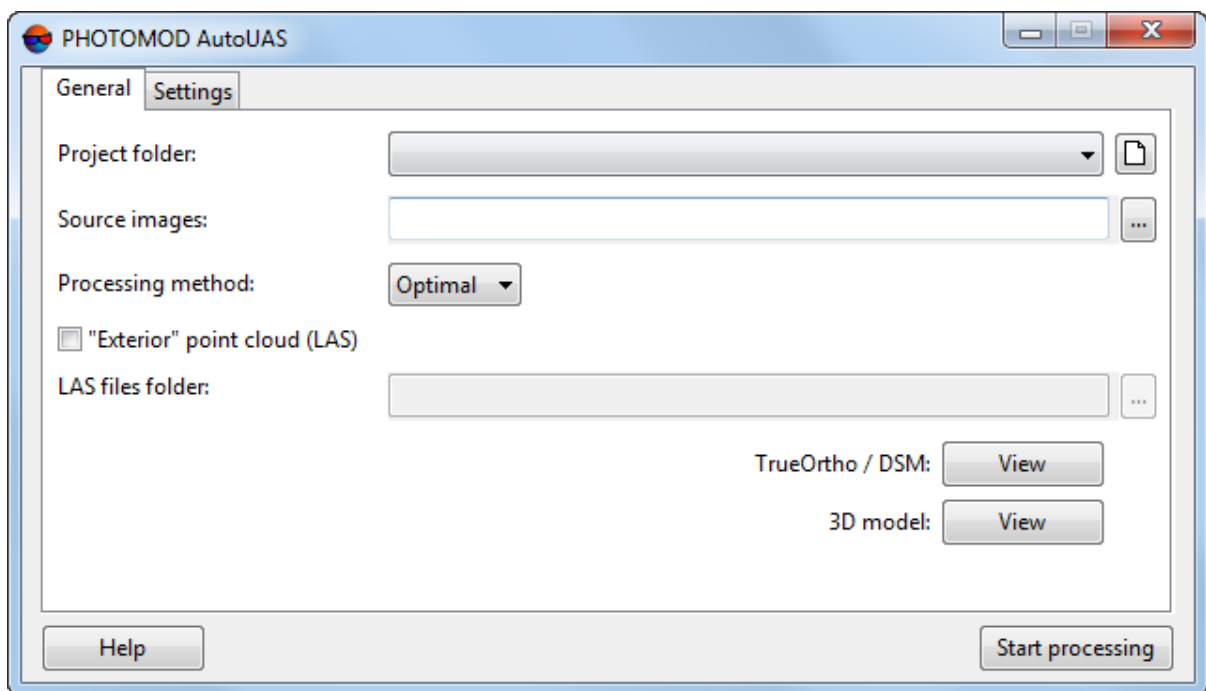 PHOTOMOD AutoUAS
General Settings
Project folder:
Source images:
...
Processing method: Optimal
"Exterior" point cloud (LAS)
LAS files folder:
...
TrueOrtho / DSM: View
3D model: View
Help Start processing